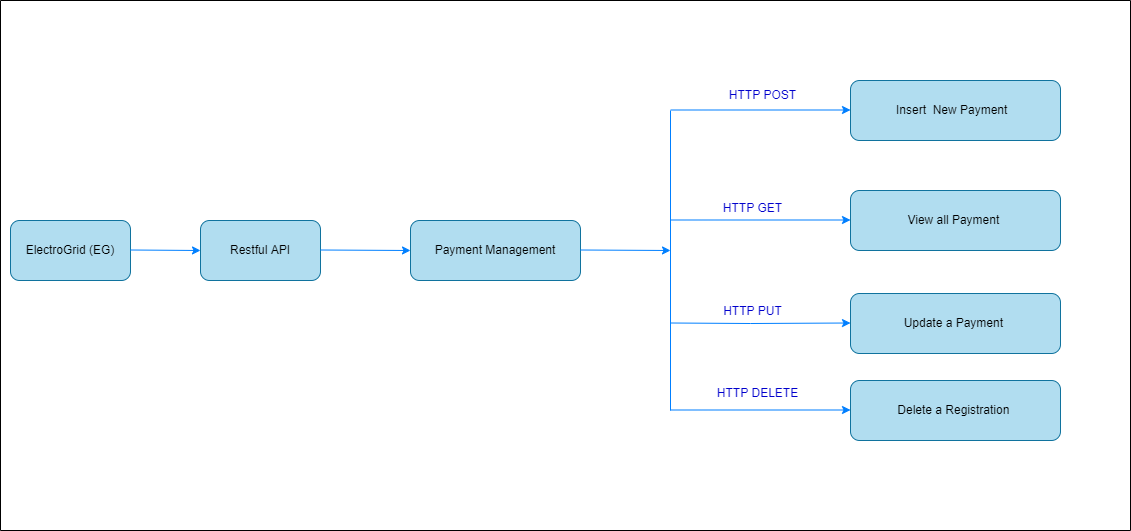 HTTP POST
Insert  New Payment
HTTP GET
View all Payment
ElectroGrid (EG)
Restful API
Payment Management
HTTP PUT
Update a Payment
HTTP DELETE
Delete a Registration